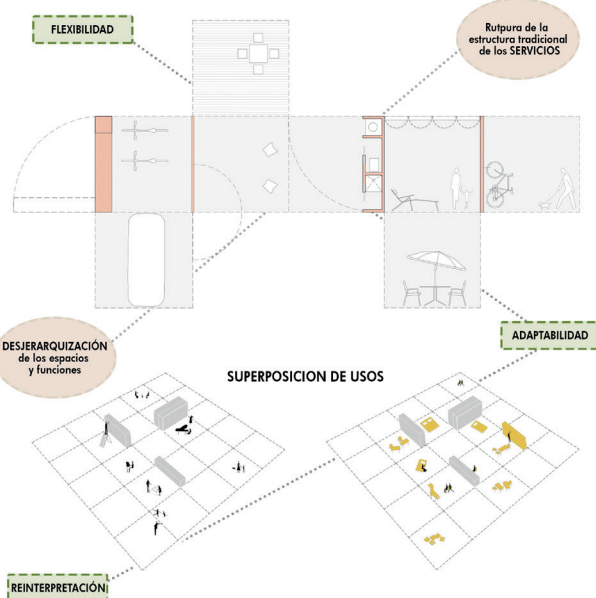 FLEXIBILIDAD
Rutpura de la
estructura tradicional
de los SERVICIOS
DESJERARQUIZACIÓN
de los espacios
y funciones
ADAPTABILIDAD
SUPERPOSICION DE USOS
REINTERPRETACIÓN